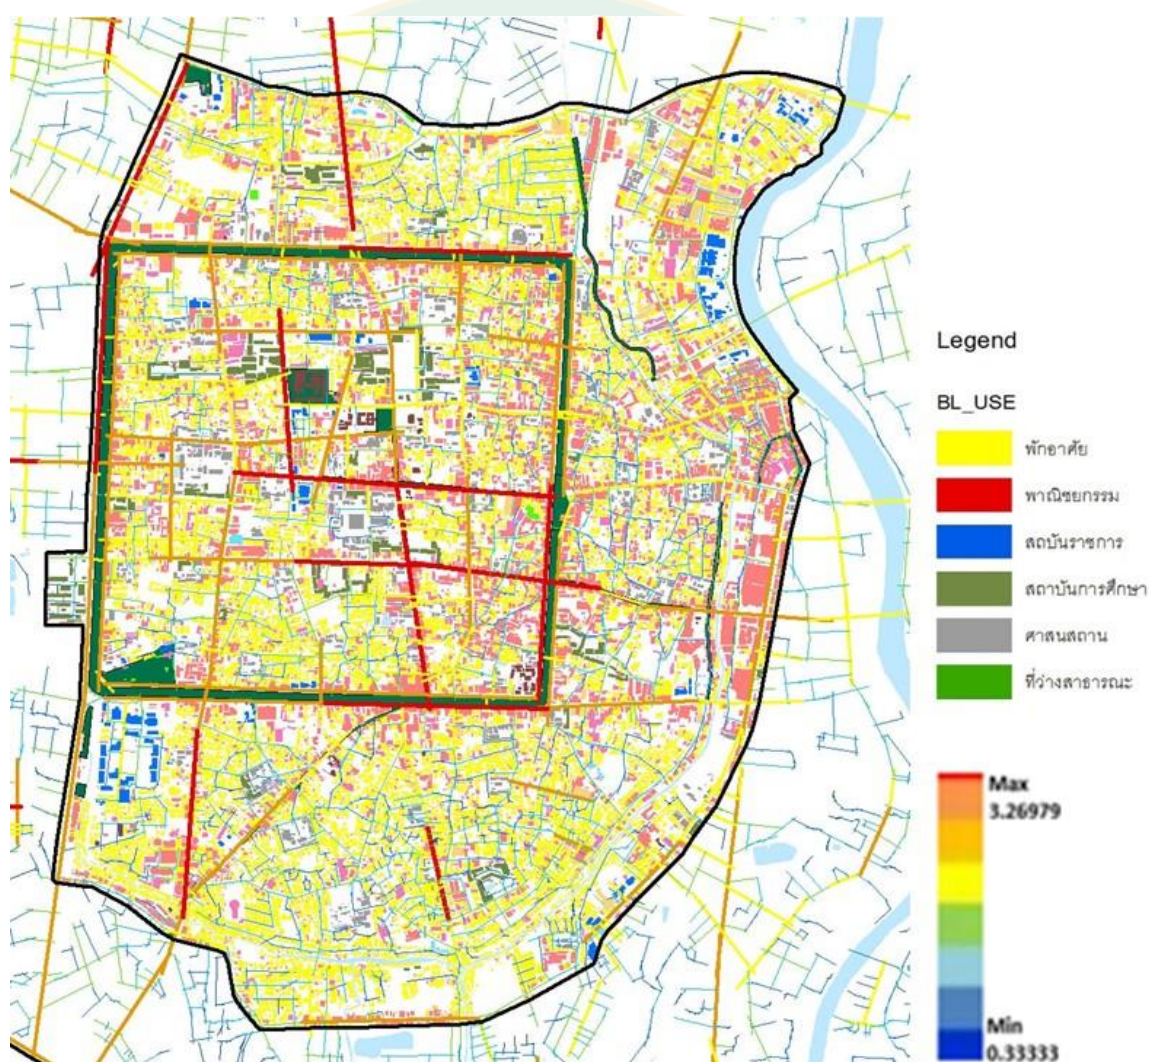 Legend
BL_USE
พักอาศัย
พาณิชยกรรม
สถบันราชการ
สถาบันการศึกษา
ศาสนสถาน
ที่ว่างสาธารณะ
Max
3.26979
Min
0.33333